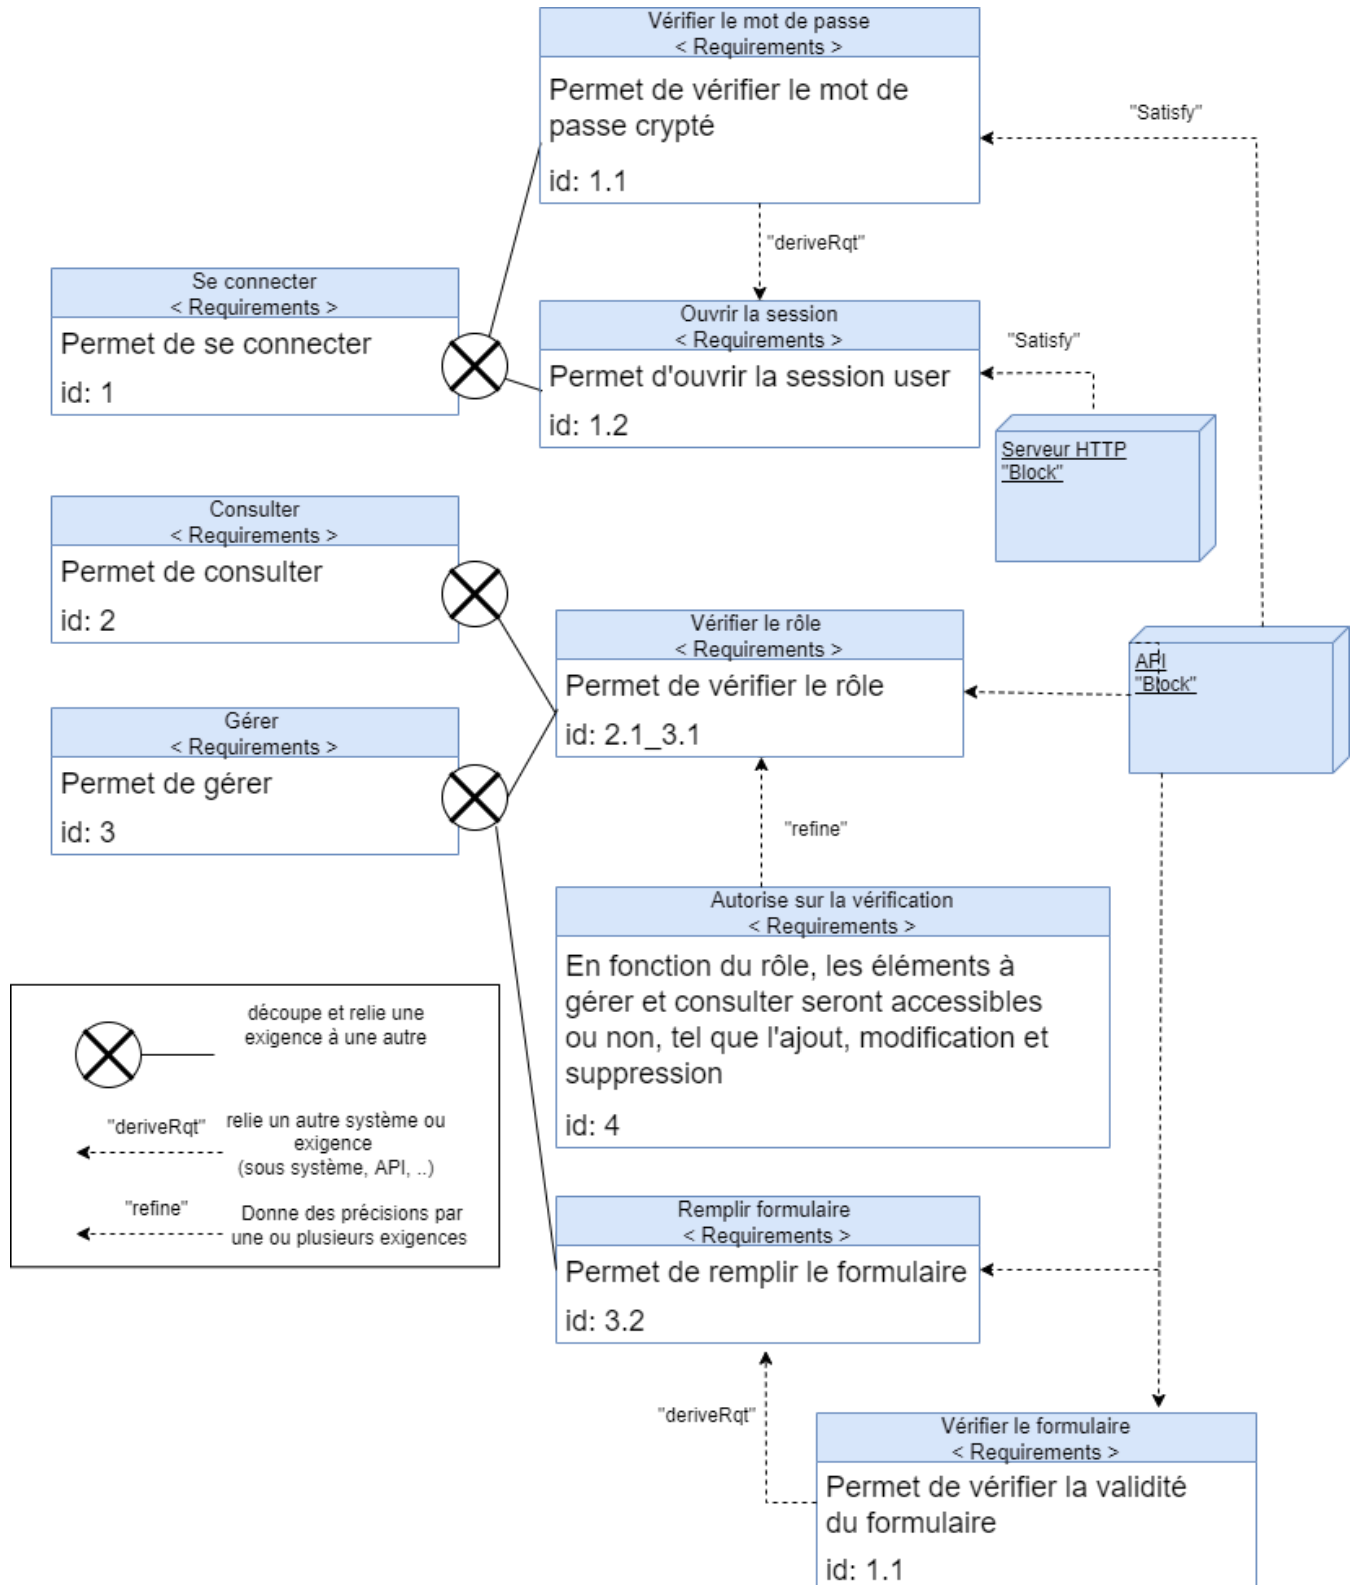 Vérifier le mot de passe
< Requirements >
Permet de vérifier le mot de
passe crypté
id: 1.1
"Satisfy"
"deriveRqt"
Se connecter
< Requirements >
Permet de se connecter
id: 1
Ouvrir la session
< Requirements >
Permet d'ouvrir la session user
id: 1.2
"Satisfy"
Serveur HTTP
"Block"
Consulter
< Requirements >
Permet de consulter
id: 2
Vérifier le rôle
< Requirements >
Permet de vérifier le rôle
id: 2.1_3.1
API
"Block"
Gérer
< Requirements >
Permet de gérer
id: 3
"refine"
Autorise sur la vérification
< Requirements >
En fonction du rôle, les éléments à
gérer et consulter seront accessibles
ou non, tel que l'ajout, modification et
suppression
id: 4
découpe et relie une
exigence à une autre
"deriveRqt"
relie un autre système ou
exigence
(sous système, API, ..)
"refine"
Donne des précisions par
une ou plusieurs exigences
Remplir formulaire
< Requirements >
Permet de remplir le formulaire
id: 3.2
"deriveRqt"
Vérifier le formulaire
< Requirements >
Permet de vérifier la validité
du formulaire
id: 1.1